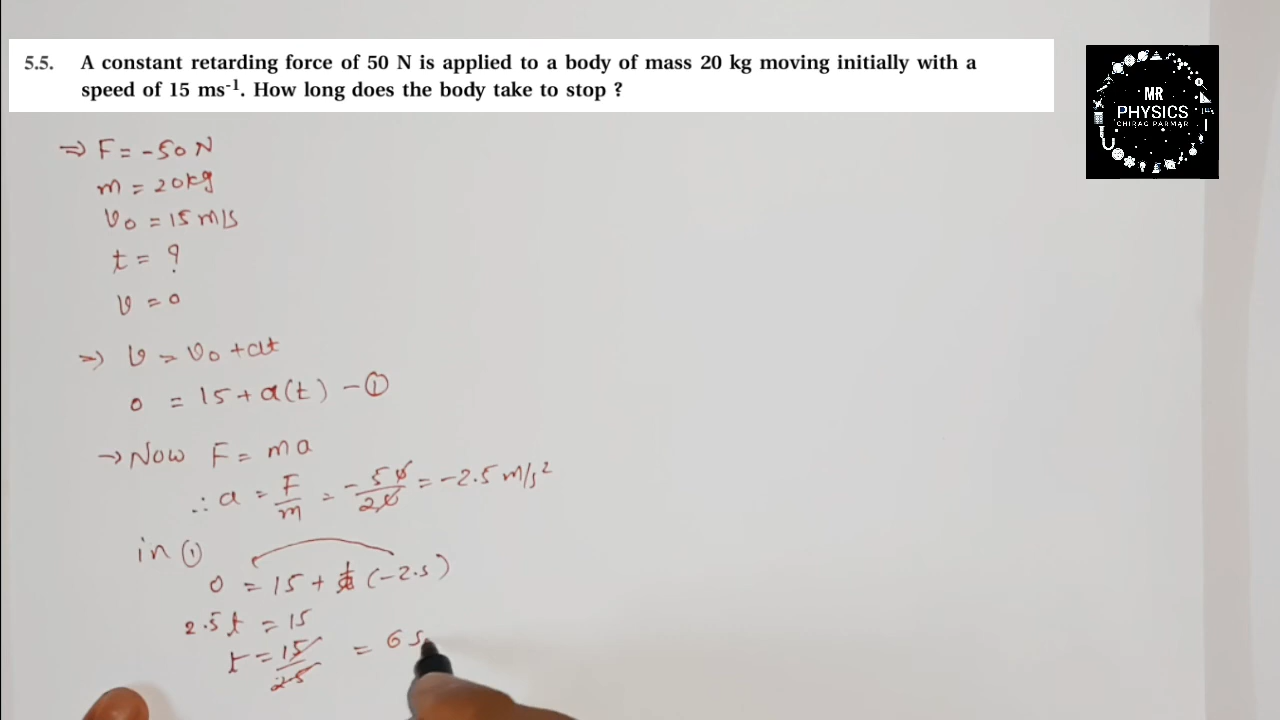 5.5. A constant retarding force of 50 N is applied to a body of mass 20 kg moving initially with a
speed of 15 ms⁻¹. How long does the body take to stop ?
MR
PHYSICS
CHIRAG PARMAR
⇒ F = -50 N
m = 20 kg
v₀ = 15 m/s
t = ?
v = 0
⇒ v = v₀ + at
0 = 15 + a(t) - ①
→ Now F = ma
∴ a = F/m = -50/20 = -2.5 m/s²
in ①
0 = 15 + t (-2.5)
2.5 t = 15
t = 15/2.5 = 6 s